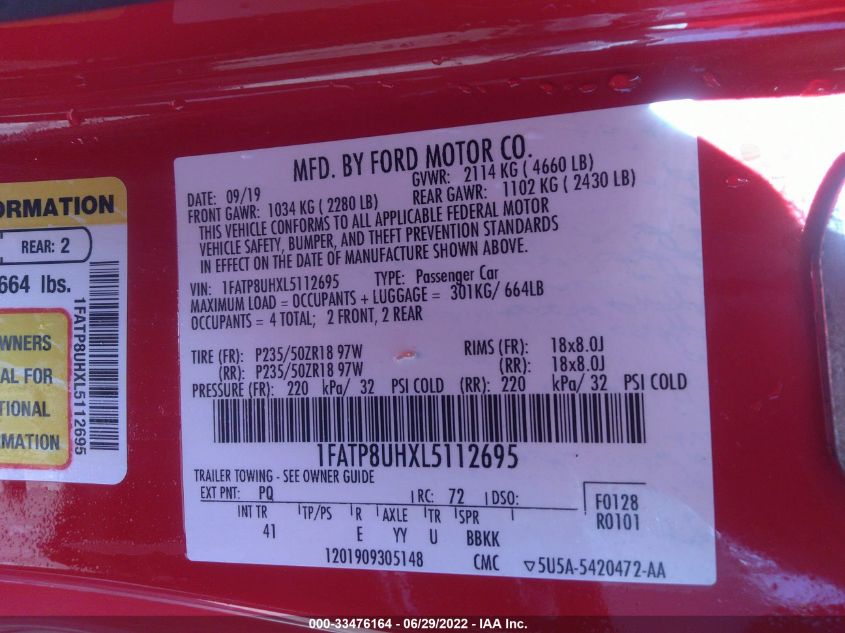 ORMATION
REAR: 2
664 lbs.
WNERS
AL FOR
TIONAL
MATION
1FATP8UHXL5112695
MFD. BY FORD MOTOR CO.
DATE: 09/19
GVWR: 2114 KG ( 4660 LB)
FRONT GAWR: 1034 KG ( 2280 LB)
REAR GAWR: 1102 KG ( 2430 LB)
THIS VEHICLE CONFORMS TO ALL APPLICABLE FEDERAL MOTOR
VEHICLE SAFETY, BUMPER, AND THEFT PREVENTION STANDARDS
IN EFFECT ON THE DATE OF MANUFACTURE SHOWN ABOVE.
VIN: 1FATP8UHXL5112695 TYPE: Passenger Car
MAXIMUM LOAD = OCCUPANTS + LUGGAGE = 301KG/ 664LB
OCCUPANTS = 4 TOTAL; 2 FRONT, 2 REAR
TIRE (FR): P235/50ZR18 97W RIMS (FR): 18x8.0J
(RR): P235/50ZR18 97W (RR): 18x8.0J
PRESSURE (FR): 220 kPa/ 32 PSI COLD (RR): 220 kPa/ 32 PSI COLD
1FATP8UHXL5112695
TRAILER TOWING - SEE OWNER GUIDE
EXT PNT: PQ RC: 72 DSO:
F0128
R0101
INT TR TP/PS R AXLE TR SPR
41 E YY U BBKK
1201909305148 CMC ▽5U5A-5420472-AA
000-33476164 - 06/29/2022 - IAA Inc.